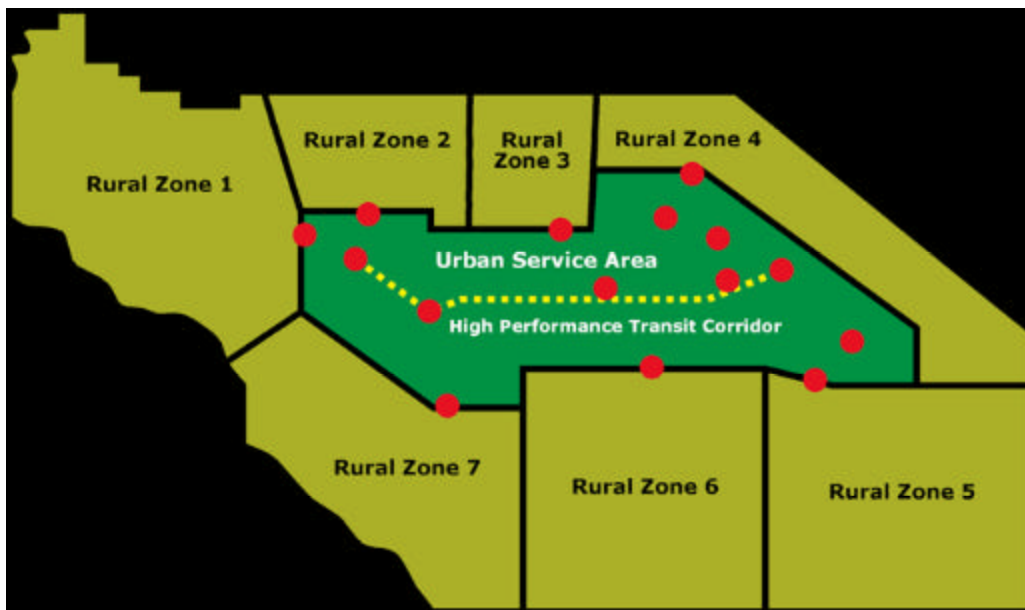 Rural Zone 1
Rural Zone 2
Rural
Zone 3
Rural Zone 4
Urban Service Area
High Performance Transit Corridor
Rural Zone 7
Rural Zone 6
Rural Zone 5